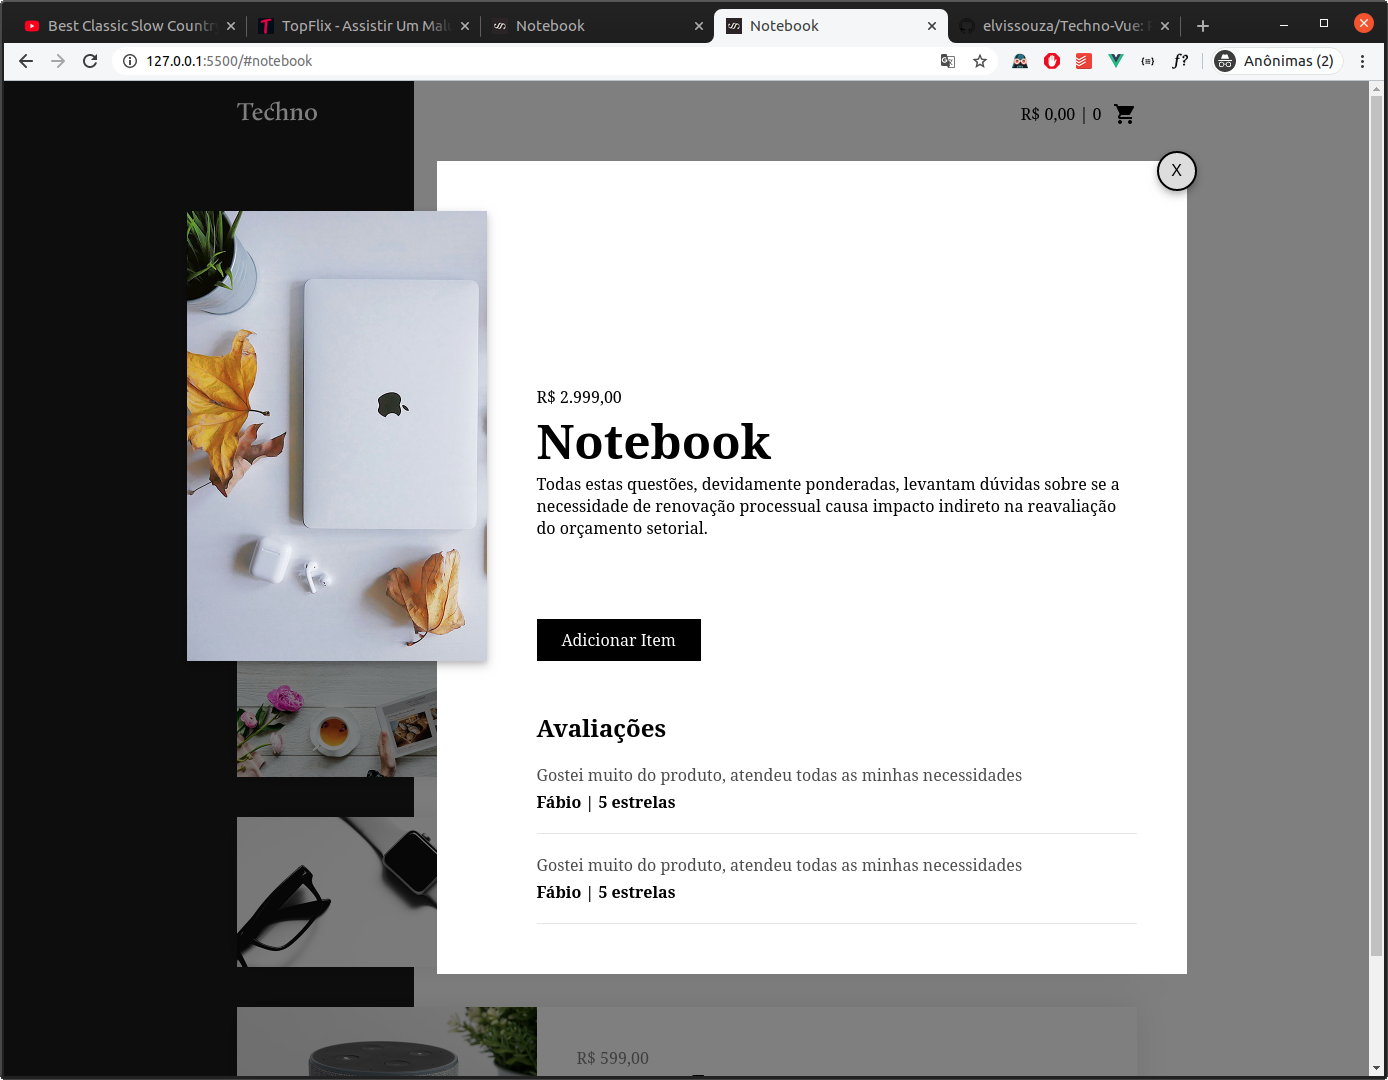 Best Classic Slow Countr
TopFlix - Assistir Um Mal
Notebook
Notebook
elvissouza/Techno-Vue: F
127.0.0.1:5500/#notebook
Anônimas (2)
Techno
R$ 0,00 | 0
X
R$ 2.999,00
Notebook
Todas estas questões, devidamente ponderadas, levantam dúvidas sobre se a
necessidade de renovação processual causa impacto indireto na reavaliação
do orçamento setorial.
Adicionar Item
Avaliações
Gostei muito do produto, atendeu todas as minhas necessidades
Fábio | 5 estrelas
Gostei muito do produto, atendeu todas as minhas necessidades
Fábio | 5 estrelas
R$ 599,00